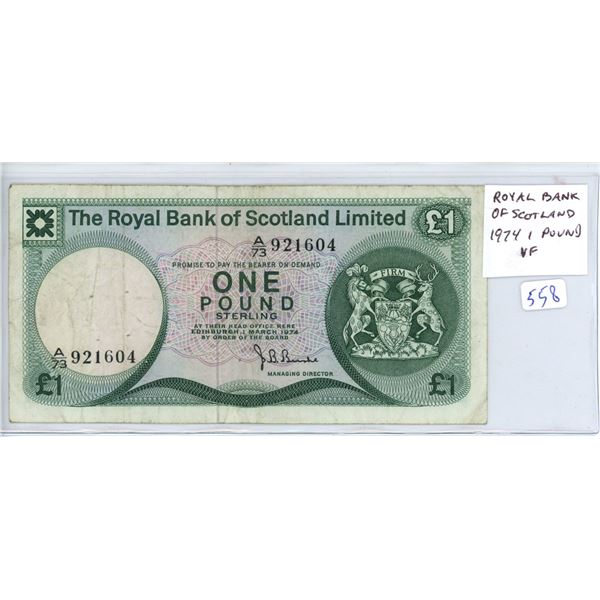 The Royal Bank of Scotland Limited
£1
A/73 921604
PROMISE TO PAY THE BEARER ON DEMAND
ONE
POUND
STERLING
AT THEIR HEAD OFFICE HERE
EDINBURGH, 1 MARCH 1974
BY ORDER OF THE BOARD
J B Burke
MANAGING DIRECTOR
A/73 921604
£1
FIRM
£1
ROYAL BANK
OF SCOTLAND
1974 1 POUND
VF
558